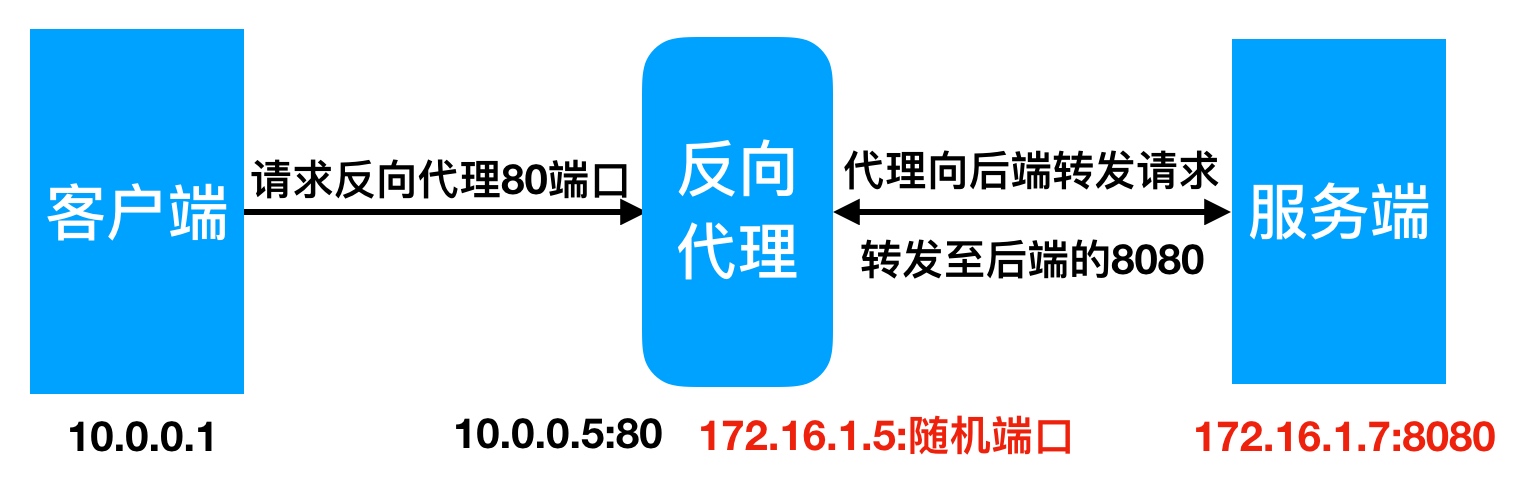 客户端
请求反向代理80端口
反向
代理
代理向后端转发请求
转发至后端的8080
服务端
10.0.0.1
10.0.0.5:80
172.16.1.5:随机端口
172.16.1.7:8080